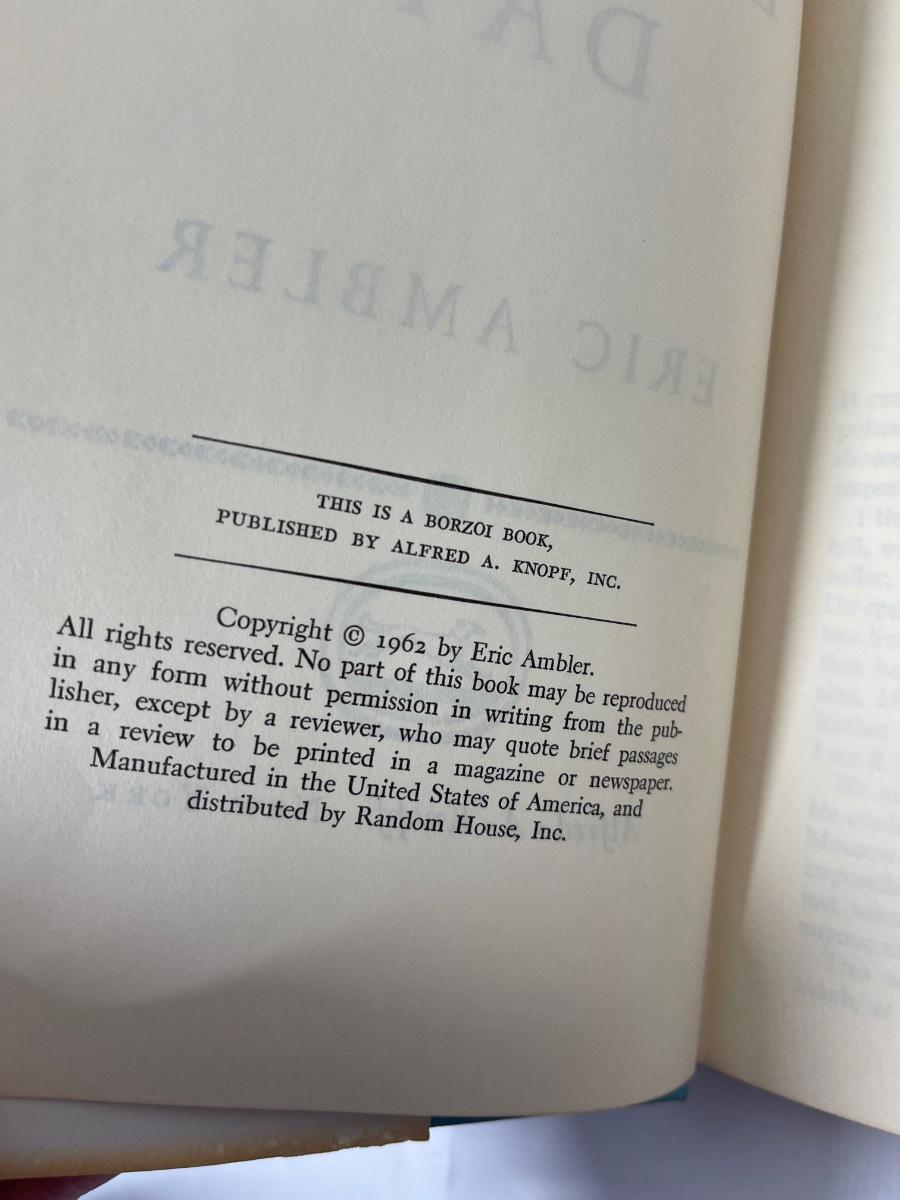 ERIC AMBLER
THIS IS A BORZOI BOOK,
PUBLISHED BY ALFRED A. KNOPF, INC.
Copyright © 1962 by Eric Ambler.
All rights reserved. No part of this book may be reproduced
in any form without permission in writing from the pub-
lisher, except by a reviewer, who may quote brief passages
in a review to be printed in a magazine or newspaper.
Manufactured in the United States of America, and
distributed by Random House, Inc.